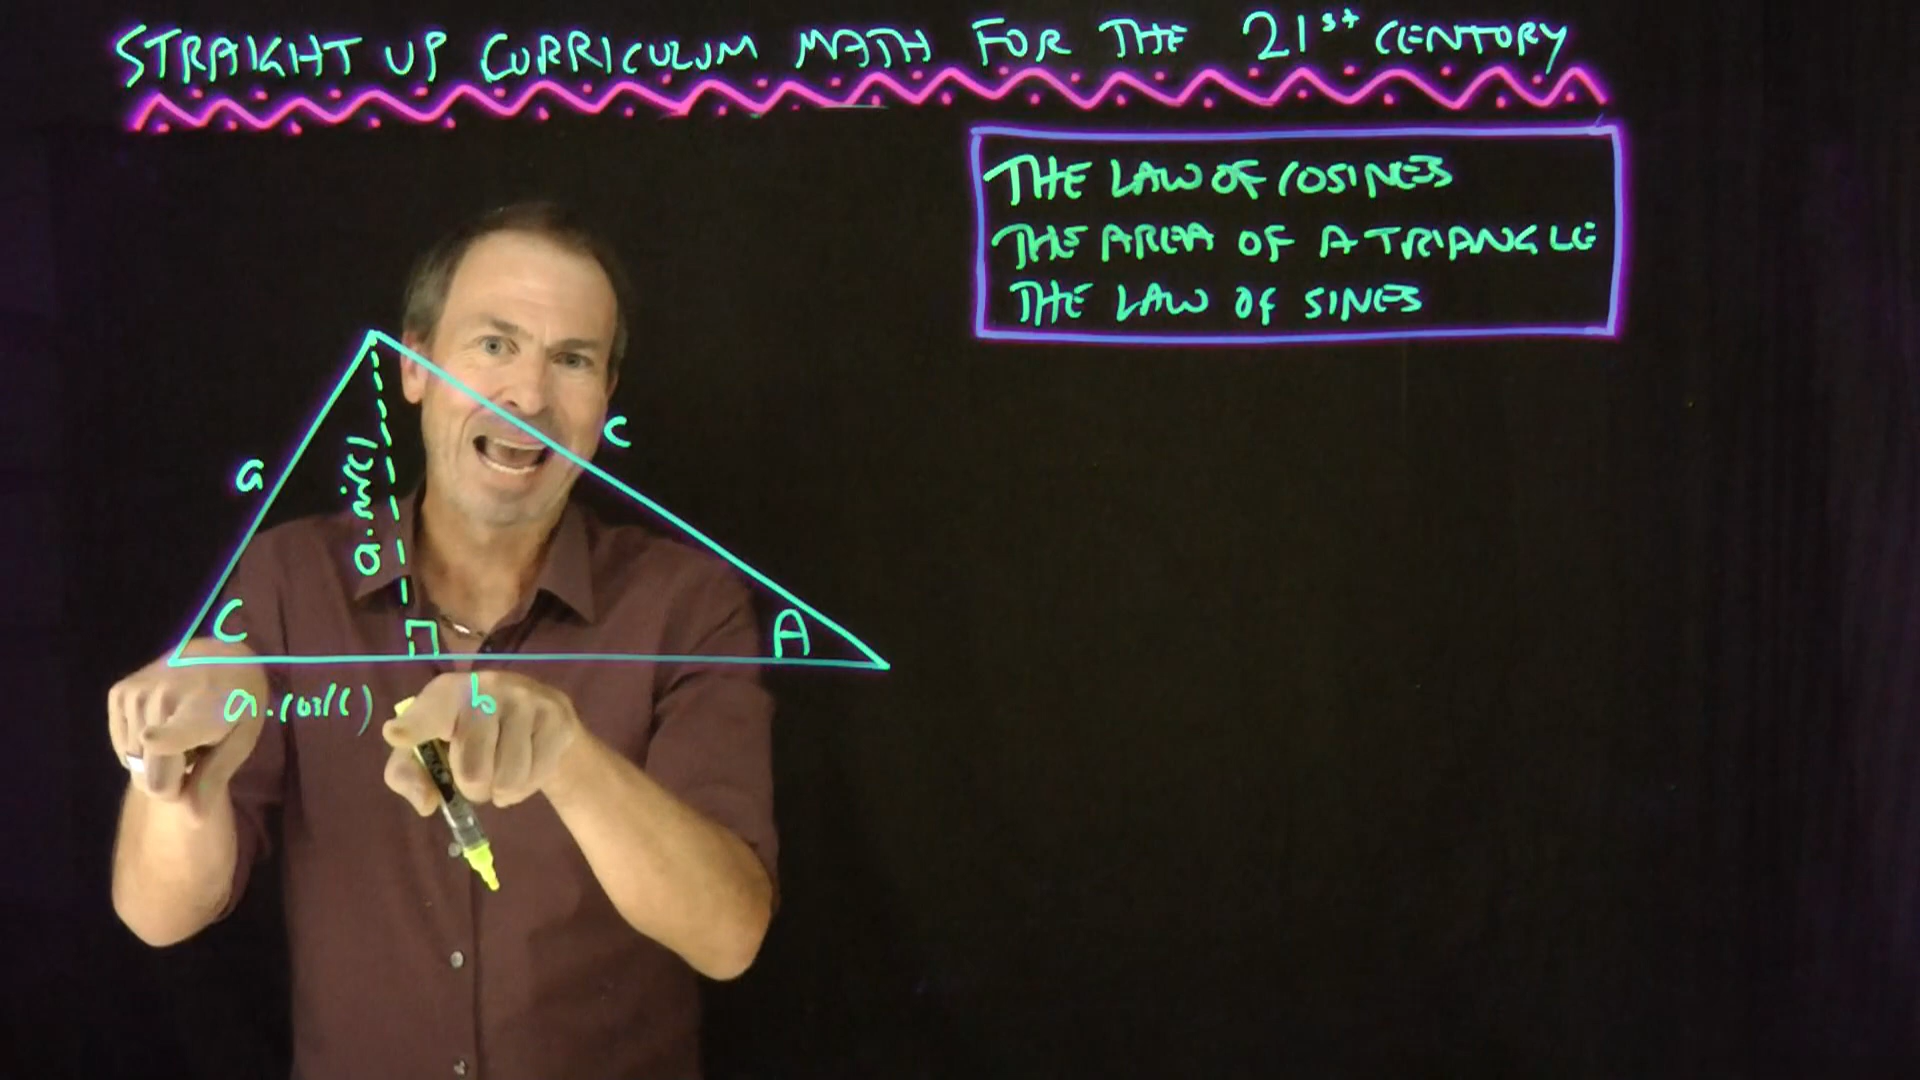 STRAIGHT UP CURRICULUM MATH FOR THE 21st CENTORY
THE LAW OF COSINES
THE AREA OF A TRIANGLE
THE LAW OF SINES
c
a
a.sin(C)
C
A
a.cos(C)
b